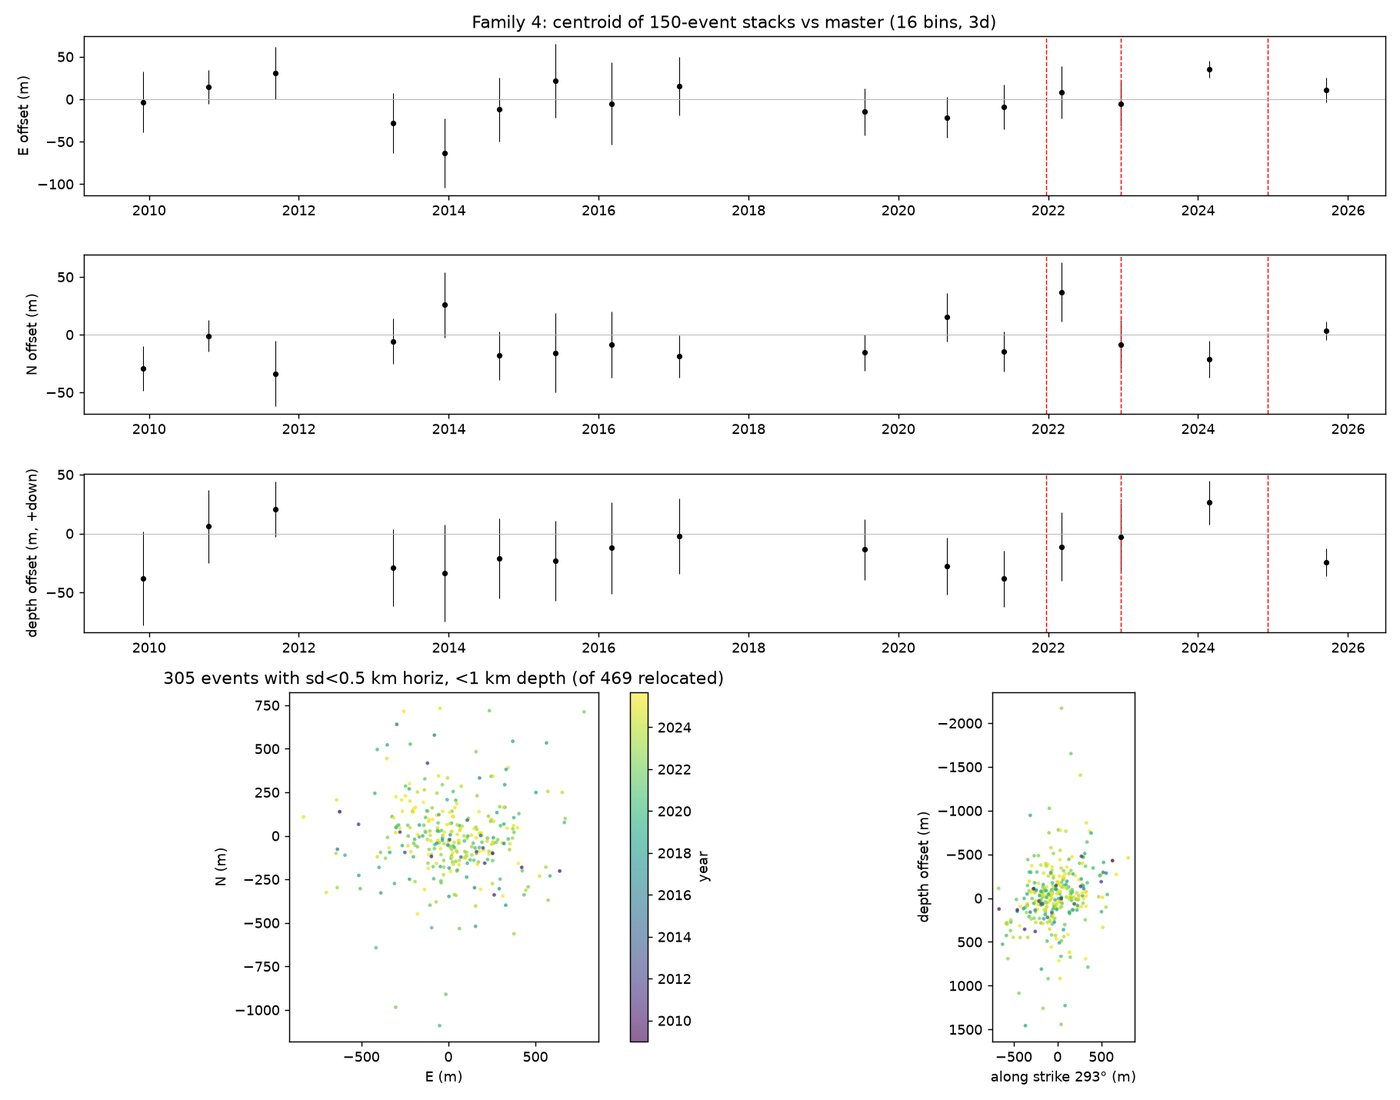 Family 4: centroid of 150-event stacks vs master (16 bins, 3d)
E offset (m)
50
0
−50
−100
2010 2012 2014 2016 2018 2020 2022 2024 2026
N offset (m)
50
0
−50
2010 2012 2014 2016 2018 2020 2022 2024 2026
depth offset (m, +down)
50
0
−50
2010 2012 2014 2016 2018 2020 2022 2024 2026
305 events with sd<0.5 km horiz, <1 km depth (of 469 relocated)
N (m)
750
500
250
0
−250
−500
−750
−1000
−500 0 500
E (m)
2024
2022
2020
2018
2016
2014
2012
2010
year
depth offset (m)
−2000
−1500
−1000
−500
0
500
1000
1500
−500 0 500
along strike 293° (m)